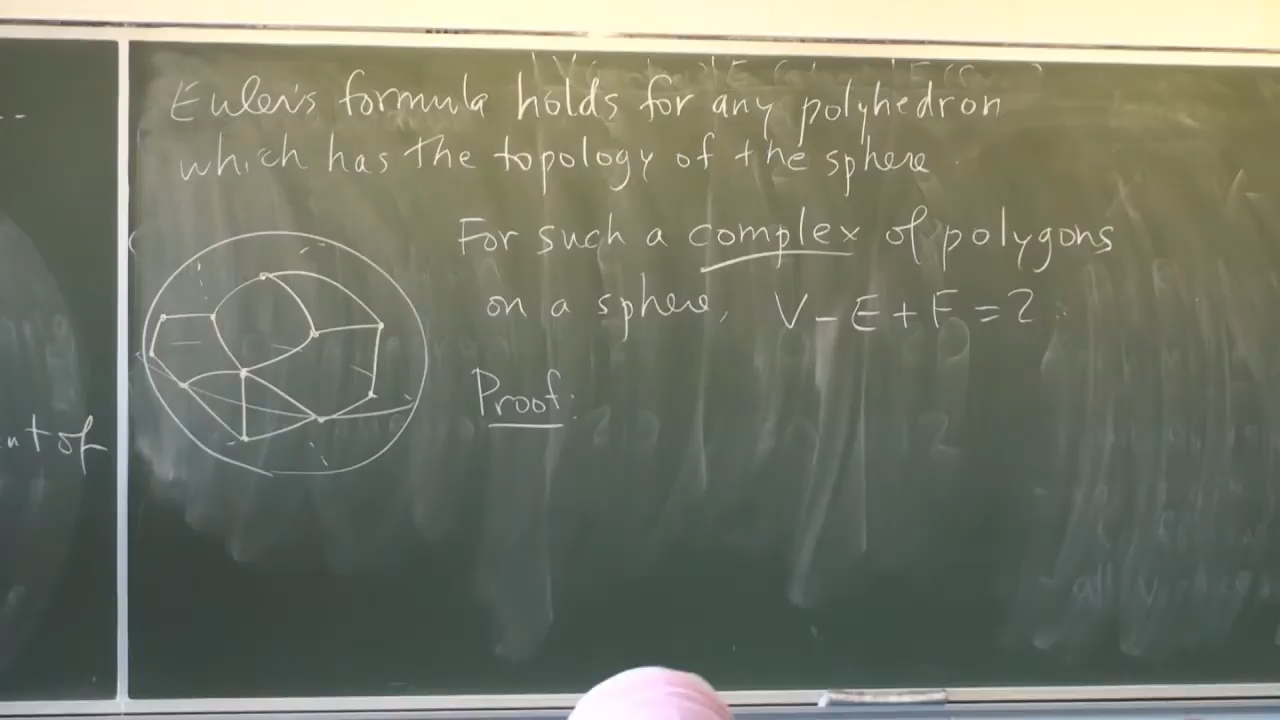 Euler's formula holds for any polyhedron
which has the topology of the sphere.
For such a complex of polygons
on a sphere, V - E + F = 2.
Proof:
nt of